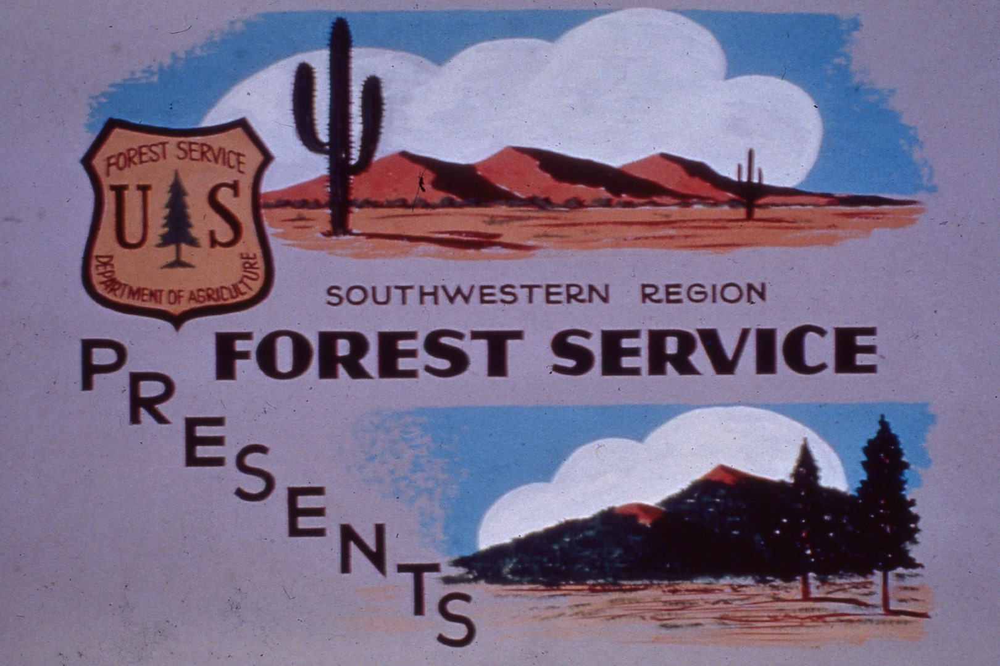 FOREST SERVICE
U S
DEPARTMENT OF AGRICULTURE
SOUTHWESTERN REGION
FOREST SERVICE
PRESENTS